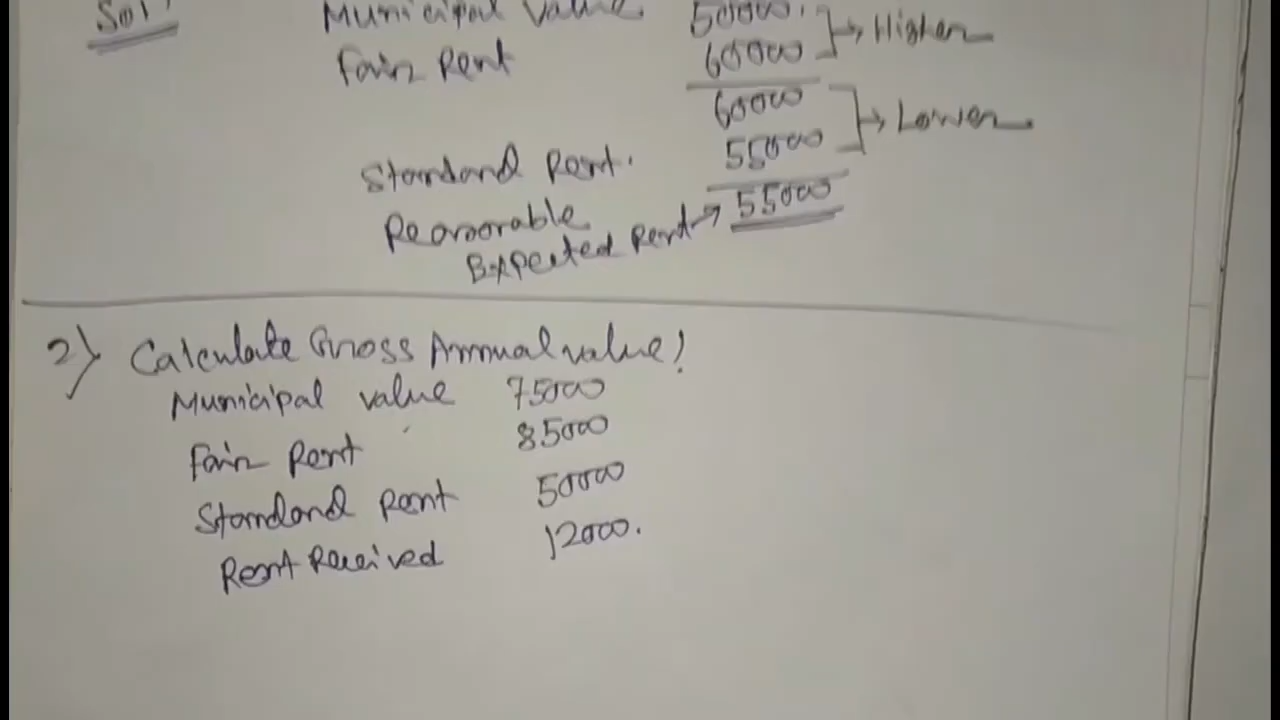 Sol:
Municipal Value 50000.
Fair Rent 60000 → Higher
60000
Standard Rent. 55000 → Lower.
Reasonable
Expected Rent → 55000
2) Calculate Gross Annual value?
Municipal value 75000
Fair Rent 85000
Standard Rent 50000
Rent Received 12000.